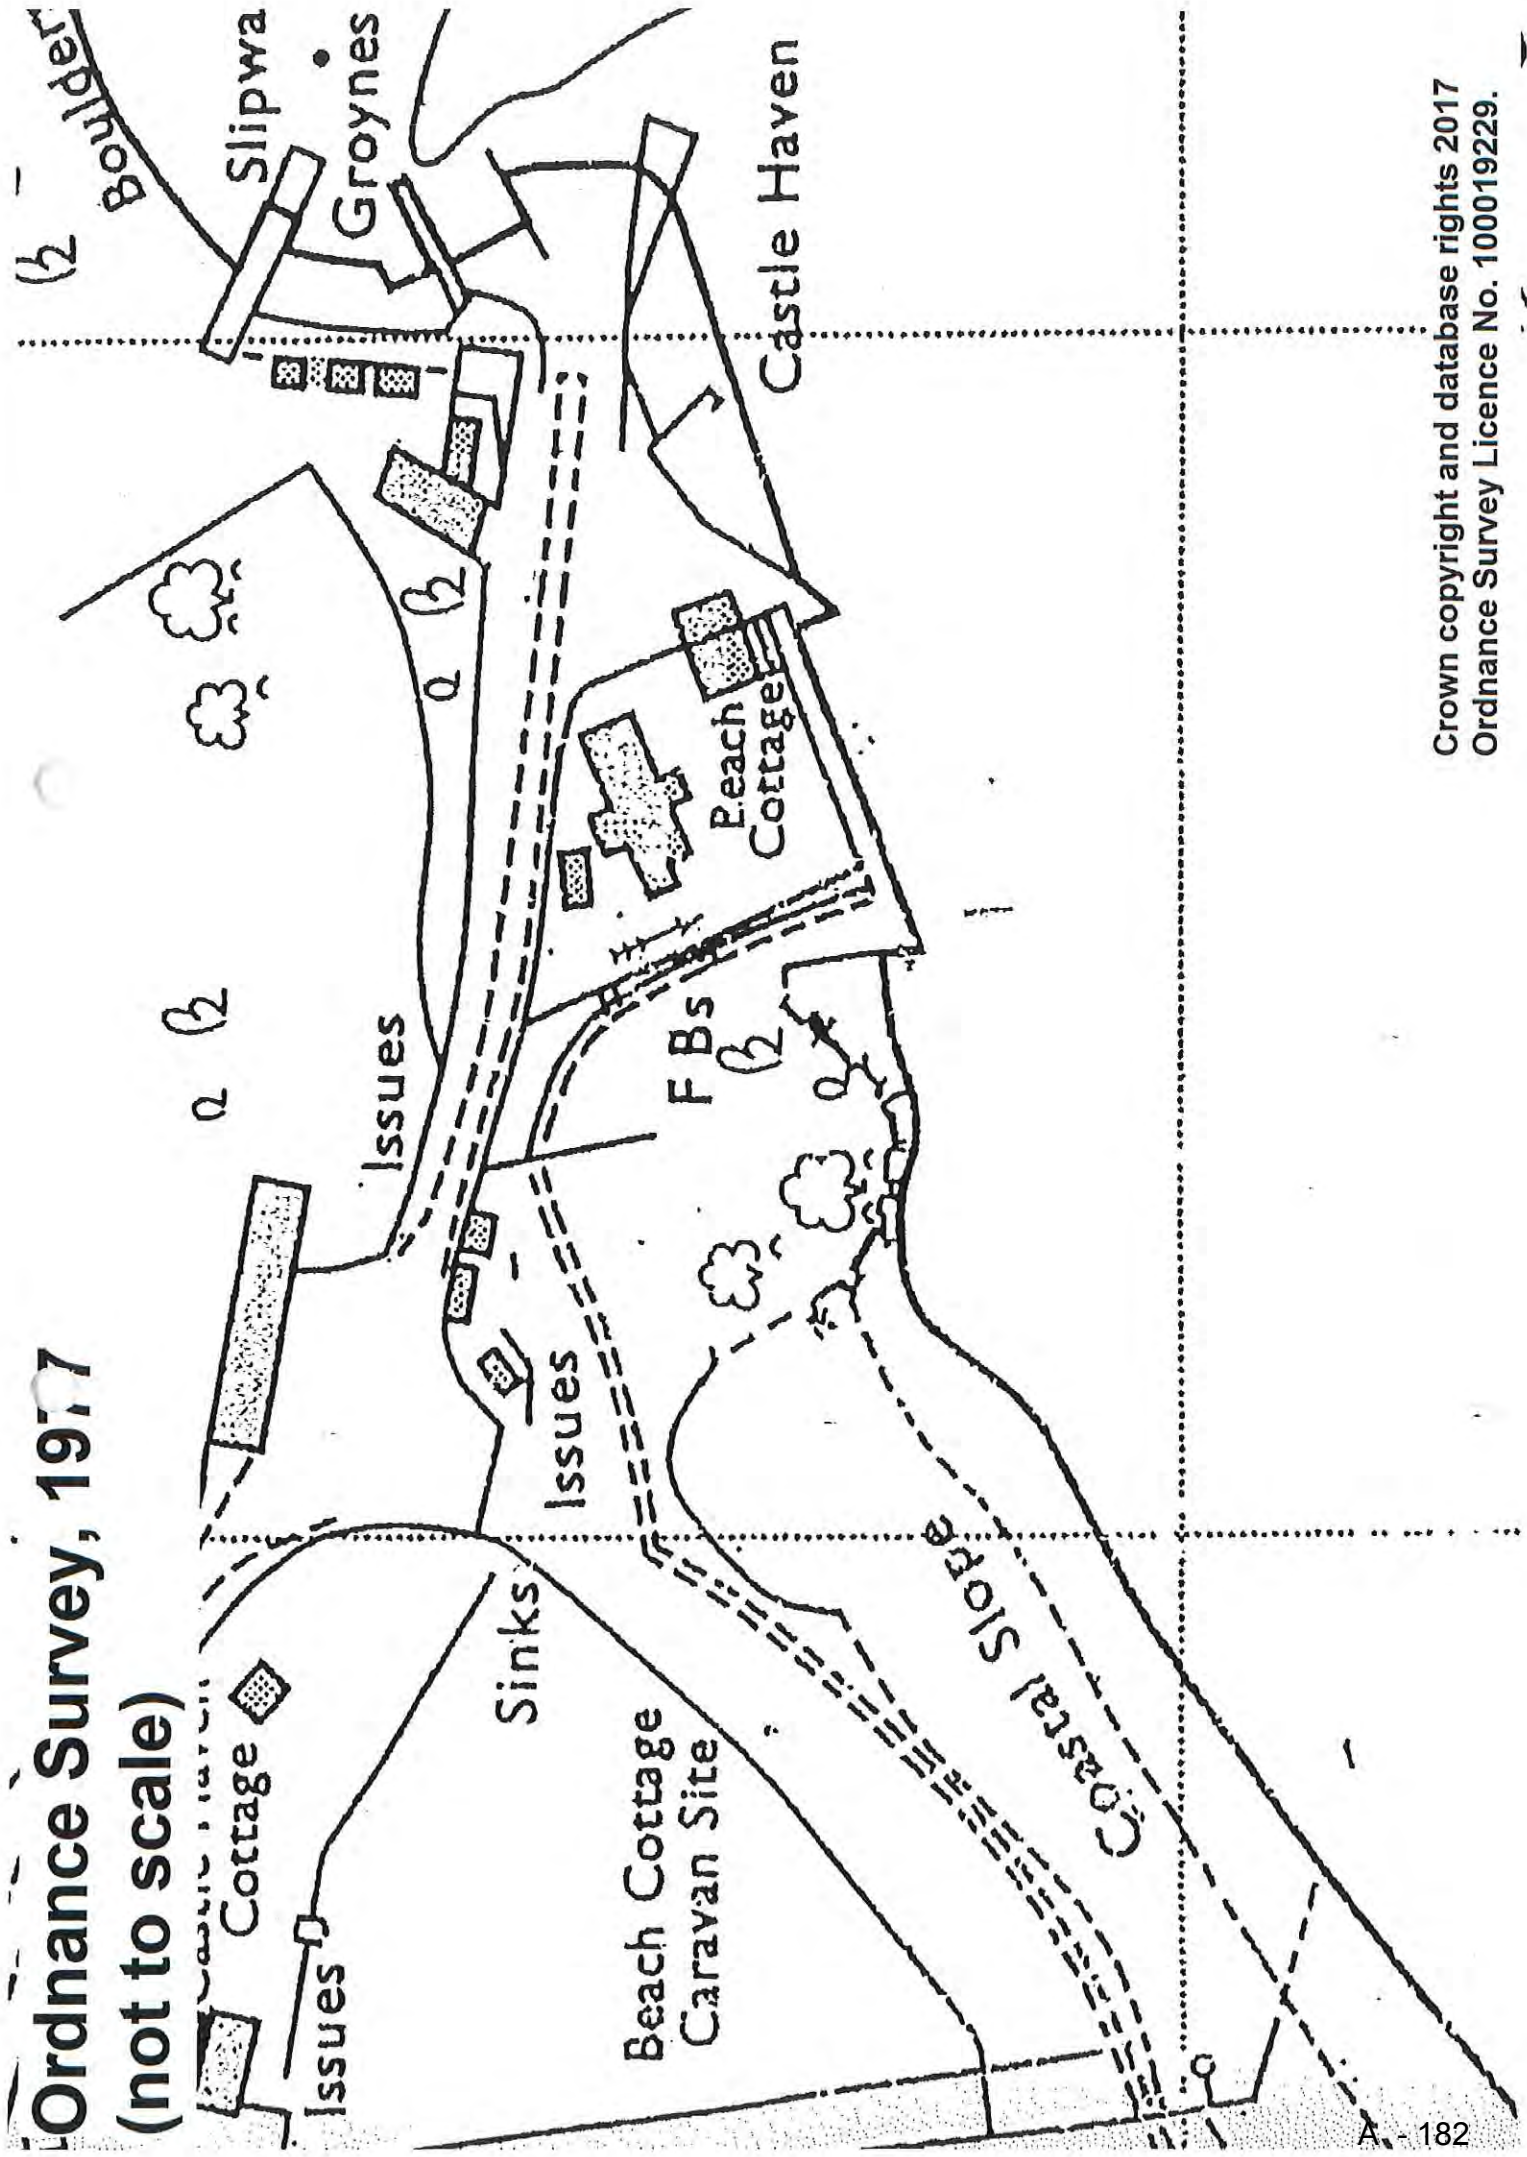 Ordnance Survey, 1977
(not to scale)
Cottage
Issues
Beach Cottage
Caravan Site
Sinks
Issues
Coastal Slope
Issues
F Bs
Beach
Cottage
Castle Haven
Groynes
Slipwa
Boulder
Crown copyright and database rights 2017
Ordnance Survey Licence No. 100019229.
A - 182